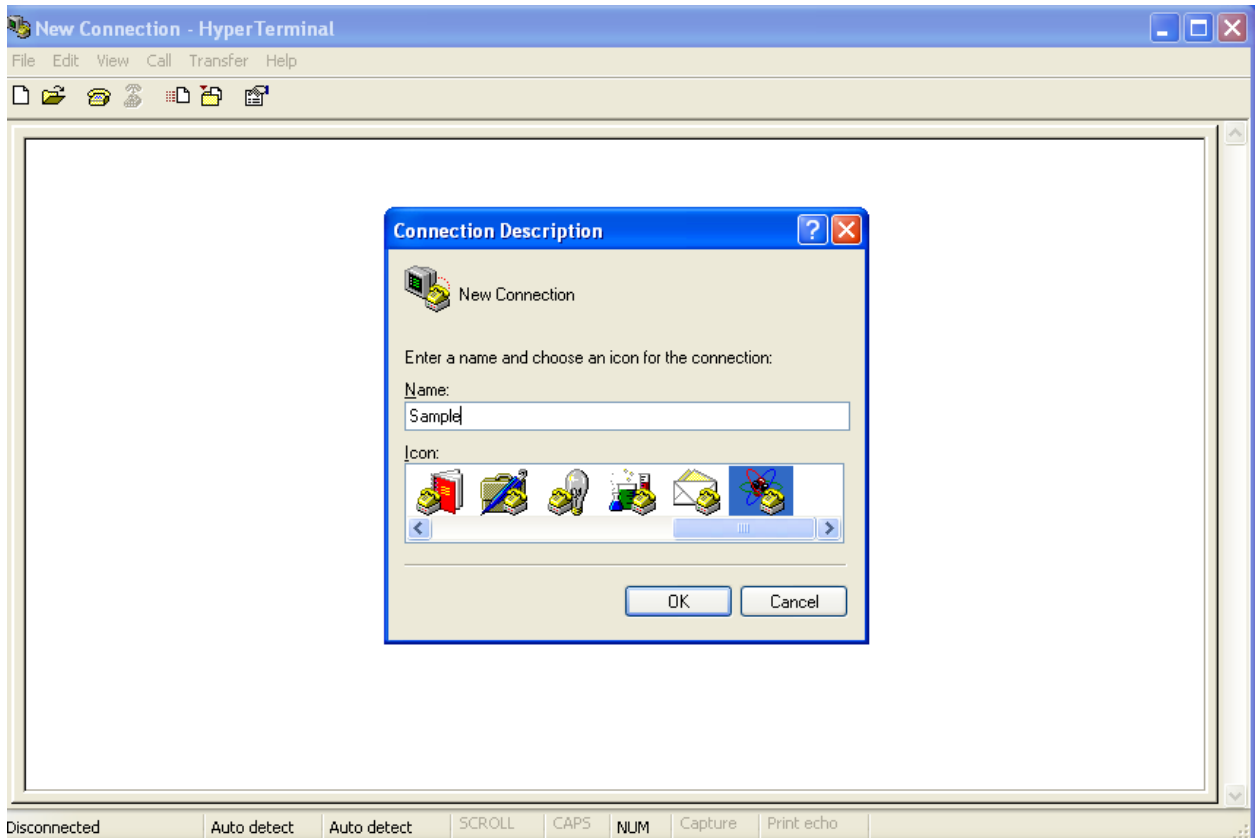 New Connection - HyperTerminal
File Edit View Call Transfer Help
Connection Description
New Connection
Enter a name and choose an icon for the connection:
Name:
Sample
Icon:
OK Cancel
Disconnected Auto detect Auto detect SCROLL CAPS NUM Capture Print echo